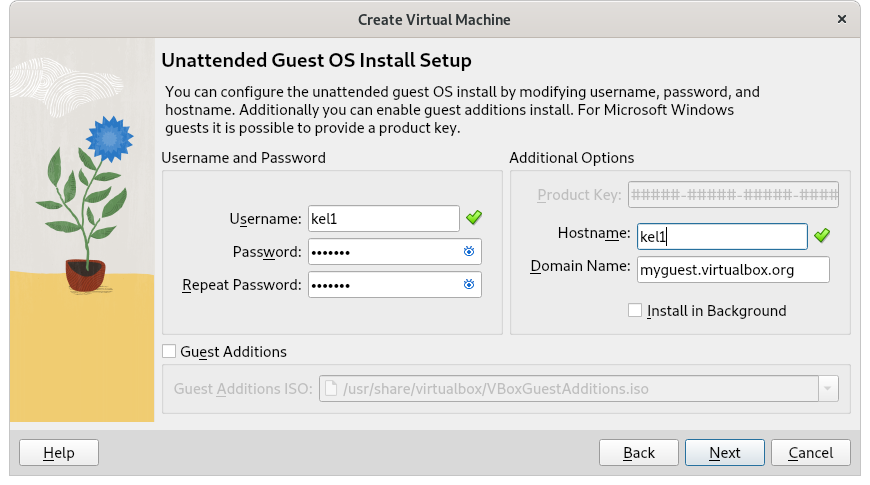 Create Virtual Machine
×
Unattended Guest OS Install Setup
You can configure the unattended guest OS install by modifying username, password, and
hostname. Additionally you can enable guest additions install. For Microsoft Windows
guests it is possible to provide a product key.
Username and Password
Username: kel1
Password: •••••••
Repeat Password: •••••••
Additional Options
Product Key: #####-#####-#####-####
Hostname: kel1
Domain Name: myguest.virtualbox.org
Install in Background
Guest Additions
Guest Additions ISO: /usr/share/virtualbox/VBoxGuestAdditions.iso
Help
Back
Next
Cancel